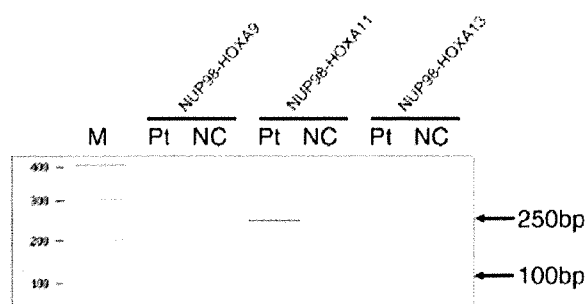 NUP98-HOXA9 NUP98-HOXA11 NUP98-HOXA13
M Pt NC Pt NC Pt NC
400
300
250bp
200
100bp
100